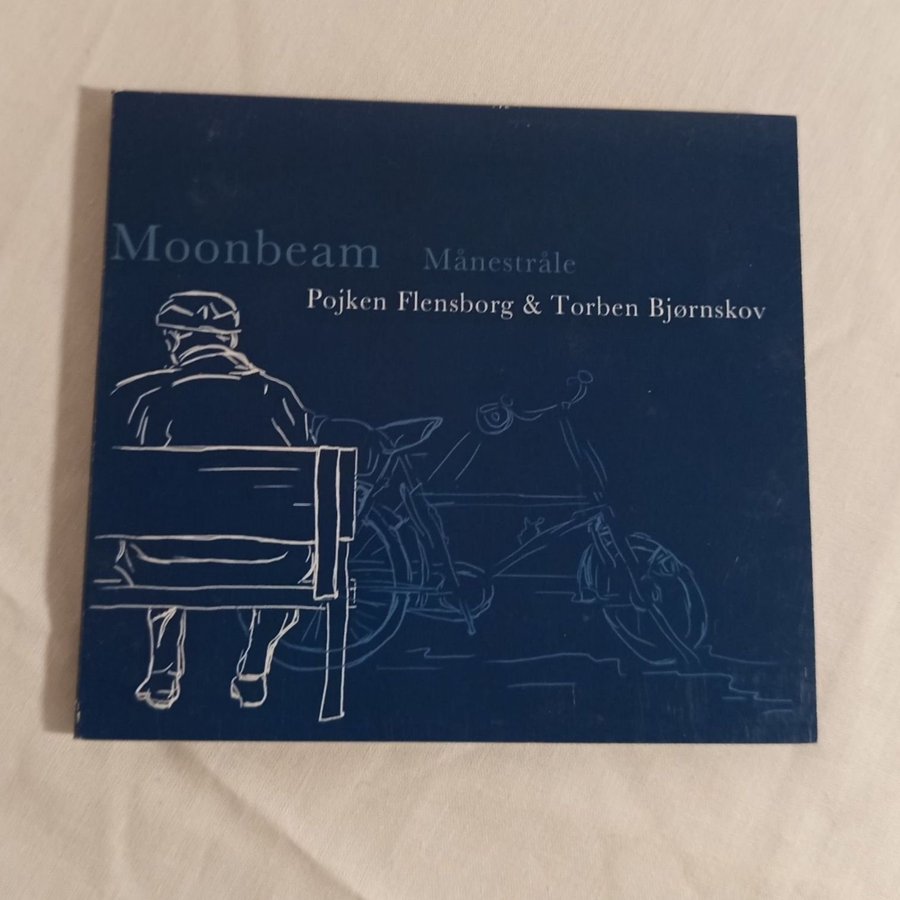 Moonbeam Månestråle
Pojken Flensborg & Torben Bjørnskov